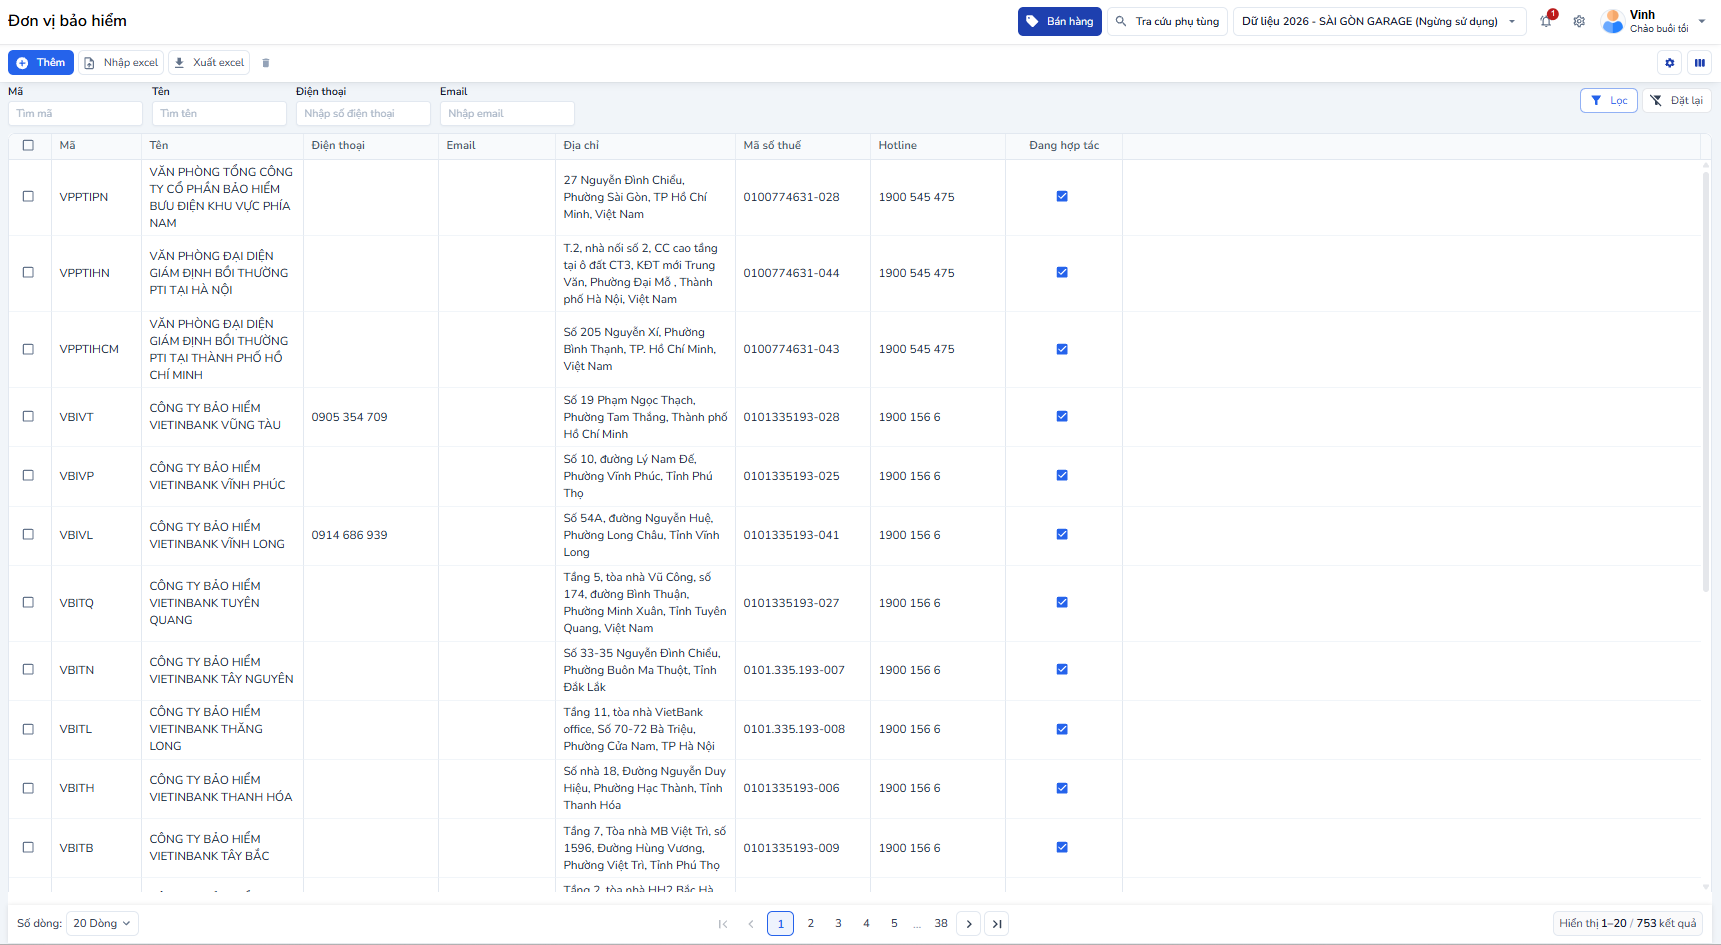 Đơn vị bảo hiểm
Bán hàng
Tra cứu phụ tùng
Dữ liệu 2026 - SÀI GÒN GARAGE (Ngừng sử dụng)
1
Vinh
Chào buổi tối
Thêm
Nhập excel
Xuất excel
Mã
Tên
Điện thoại
Email
Tìm mã
Tìm tên
Nhập số điện thoại
Nhập email
Lọc
Đặt lại
Mã
Tên
Điện thoại
Email
Địa chỉ
Mã số thuế
Hotline
Đang hợp tác
VPPTIPN
VĂN PHÒNG TỔNG CÔNG
TY CỔ PHẦN BẢO HIỂM
BƯU ĐIỆN KHU VỰC PHÍA
NAM
27 Nguyễn Đình Chiểu,
Phường Sài Gòn, TP Hồ Chí
Minh, Việt Nam
0100774631-028
1900 545 475
VPPTIHN
VĂN PHÒNG ĐẠI DIỆN
GIÁM ĐỊNH BỒI THƯỜNG
PTI TẠI HÀ NỘI
T.2, nhà nối số 2, CC cao tầng
tại ô đất CT3, KĐT mới Trung
Văn, Phường Đại Mỗ , Thành
phố Hà Nội, Việt Nam
0100774631-044
1900 545 475
VPPTIHCM
VĂN PHÒNG ĐẠI DIỆN
GIÁM ĐỊNH BỒI THƯỜNG
PTI TẠI THÀNH PHỐ HỒ
CHÍ MINH
Số 205 Nguyễn Xí, Phường
Bình Thạnh, TP. Hồ Chí Minh,
Việt Nam
0100774631-043
1900 545 475
VBIVT
CÔNG TY BẢO HIỂM
VIETINBANK VŨNG TÀU
0905 354 709
Số 19 Phạm Ngọc Thạch,
Phường Tam Thắng, Thành phố
Hồ Chí Minh
0101335193-028
1900 156 6
VBIVP
CÔNG TY BẢO HIỂM
VIETINBANK VĨNH PHÚC
Số 10, đường Lý Nam Đế,
Phường Vĩnh Phúc, Tỉnh Phú
Thọ
0101335193-025
1900 156 6
VBIVL
CÔNG TY BẢO HIỂM
VIETINBANK VĨNH LONG
0914 686 939
Số 54A, đường Nguyễn Huệ,
Phường Long Châu, Tỉnh Vĩnh
Long
0101335193-041
1900 156 6
VBITQ
CÔNG TY BẢO HIỂM
VIETINBANK TUYÊN
QUANG
Tầng 5, tòa nhà Vũ Công, số
174, đường Bình Thuận,
Phường Minh Xuân, Tỉnh Tuyên
Quang, Việt Nam
0101335193-027
1900 156 6
VBITN
CÔNG TY BẢO HIỂM
VIETINBANK TÂY NGUYÊN
Số 33-35 Nguyễn Đình Chiểu,
Phường Buôn Ma Thuột, Tỉnh
Đắk Lắk
0101.335.193-007
1900 156 6
VBITL
CÔNG TY BẢO HIỂM
VIETINBANK THĂNG
LONG
Tầng 11, tòa nhà VietBank
office, Số 70-72 Bà Triệu,
Phường Cửa Nam, TP Hà Nội
0101.335.193-008
1900 156 6
VBITH
CÔNG TY BẢO HIỂM
VIETINBANK THANH HÓA
Số nhà 18, Đường Nguyễn Duy
Hiệu, Phường Hạc Thành, Tỉnh
Thanh Hóa
0101335193-006
1900 156 6
VBITB
CÔNG TY BẢO HIỂM
VIETINBANK TÂY BẮC
Tầng 7, Tòa nhà MB Việt Trì, số
1596, Đường Hùng Vương,
Phường Việt Trì, Tỉnh Phú Thọ
0101335193-009
1900 156 6
Tầng 2, tòa nhà HH2 Bắc Hà,
Số dòng:
20 Dòng
1
2
3
4
5
...
38
Hiển thị 1–20 / 753 kết quả